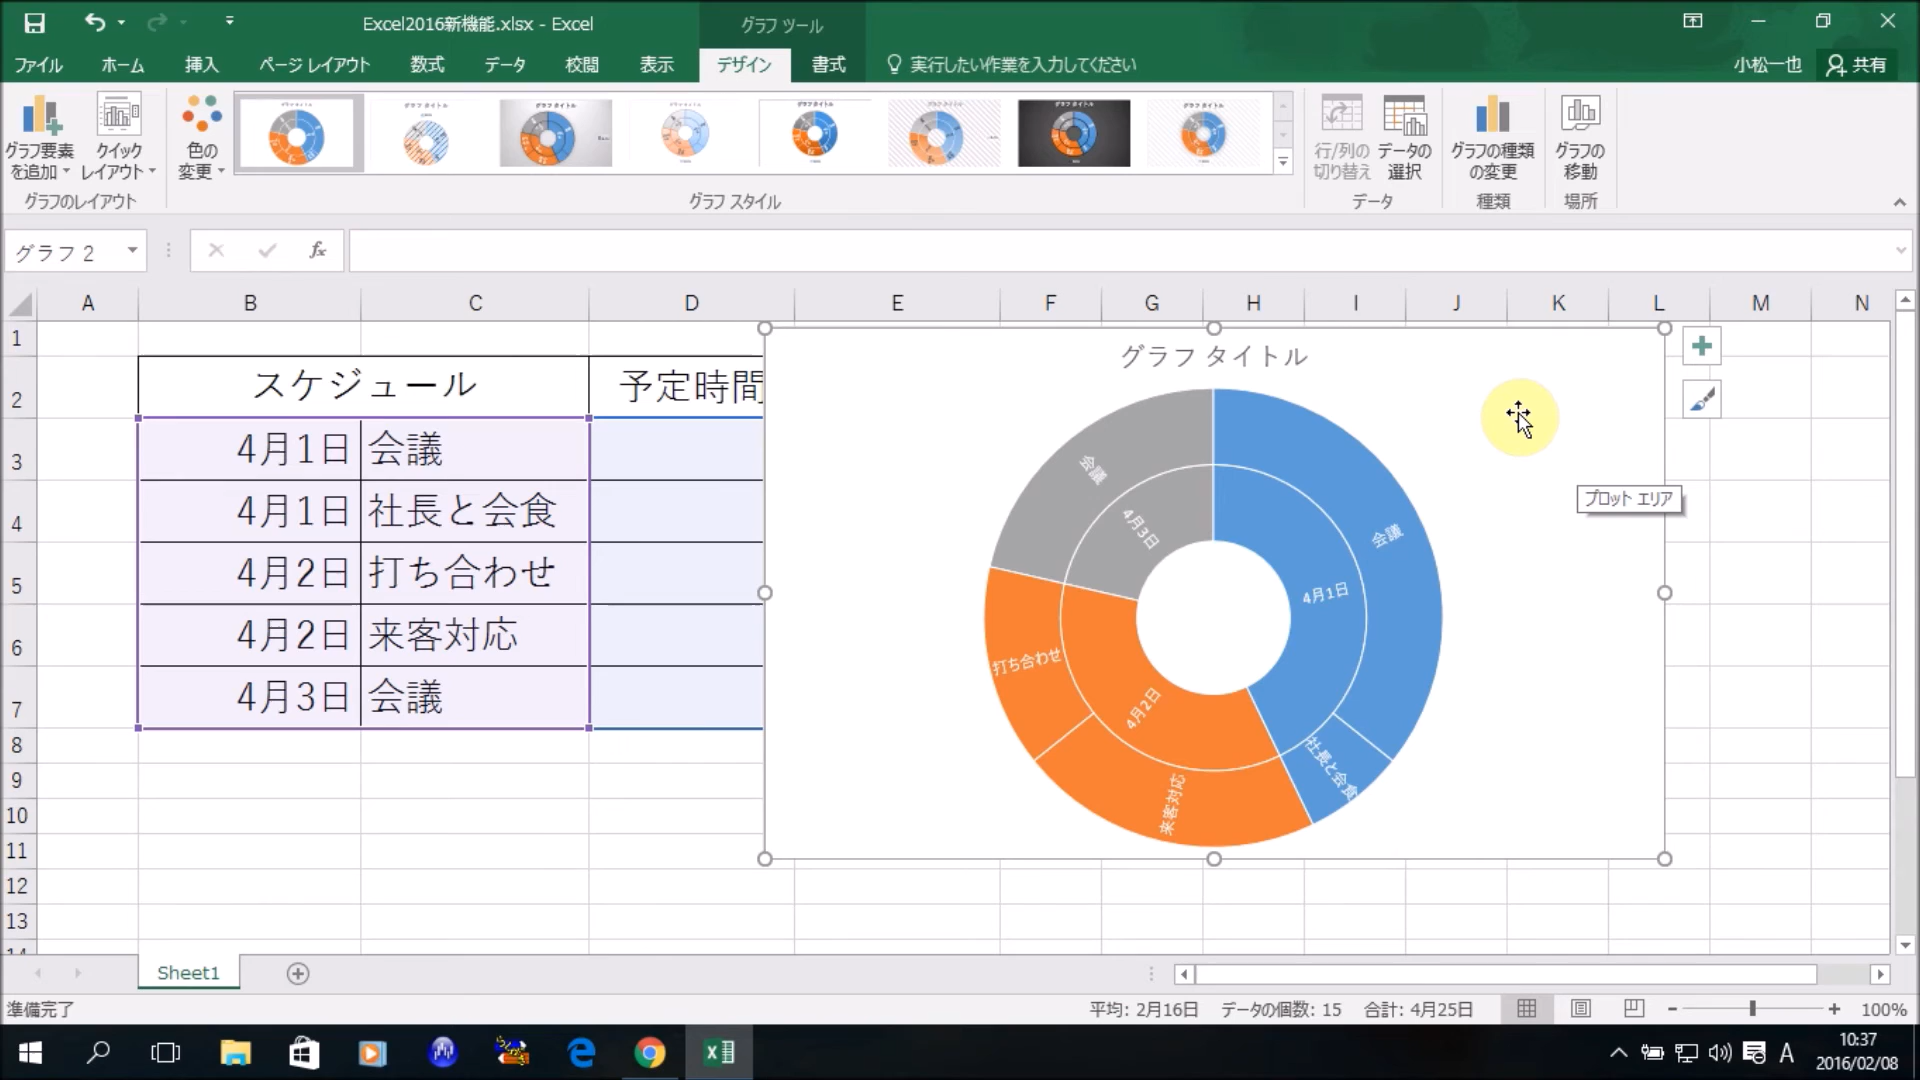 Excel2016新機能.xlsx - Excel
グラフ ツール
ファイル ホーム 挿入 ページ レイアウト 数式 データ 校閲 表示 デザイン 書式 実行したい作業を入力してください
小松一也 共有
グラフ要素を追加
クイック レイアウト
色の変更
行/列の切り替え
データの選択
グラフの種類の変更
グラフの移動
グラフのレイアウト
グラフ スタイル
データ
種類
場所
グラフ 2
fx
A B C D E F G H I J K L M N
1
2 スケジュール 予定時間
3 4月1日 会議
4 4月1日 社長と会食
5 4月2日 打ち合わせ
6 4月2日 来客対応
7 4月3日 会議
8
9
10
11
12
13
14
グラフ タイトル
会議
4月3日
会議
4月1日
打ち合わせ
4月2日
社長と会食
来客対応
プロット エリア
Sheet1
準備完了
平均: 2月16日 データの個数: 15 合計: 4月25日
100%
A
10:37
2016/02/08